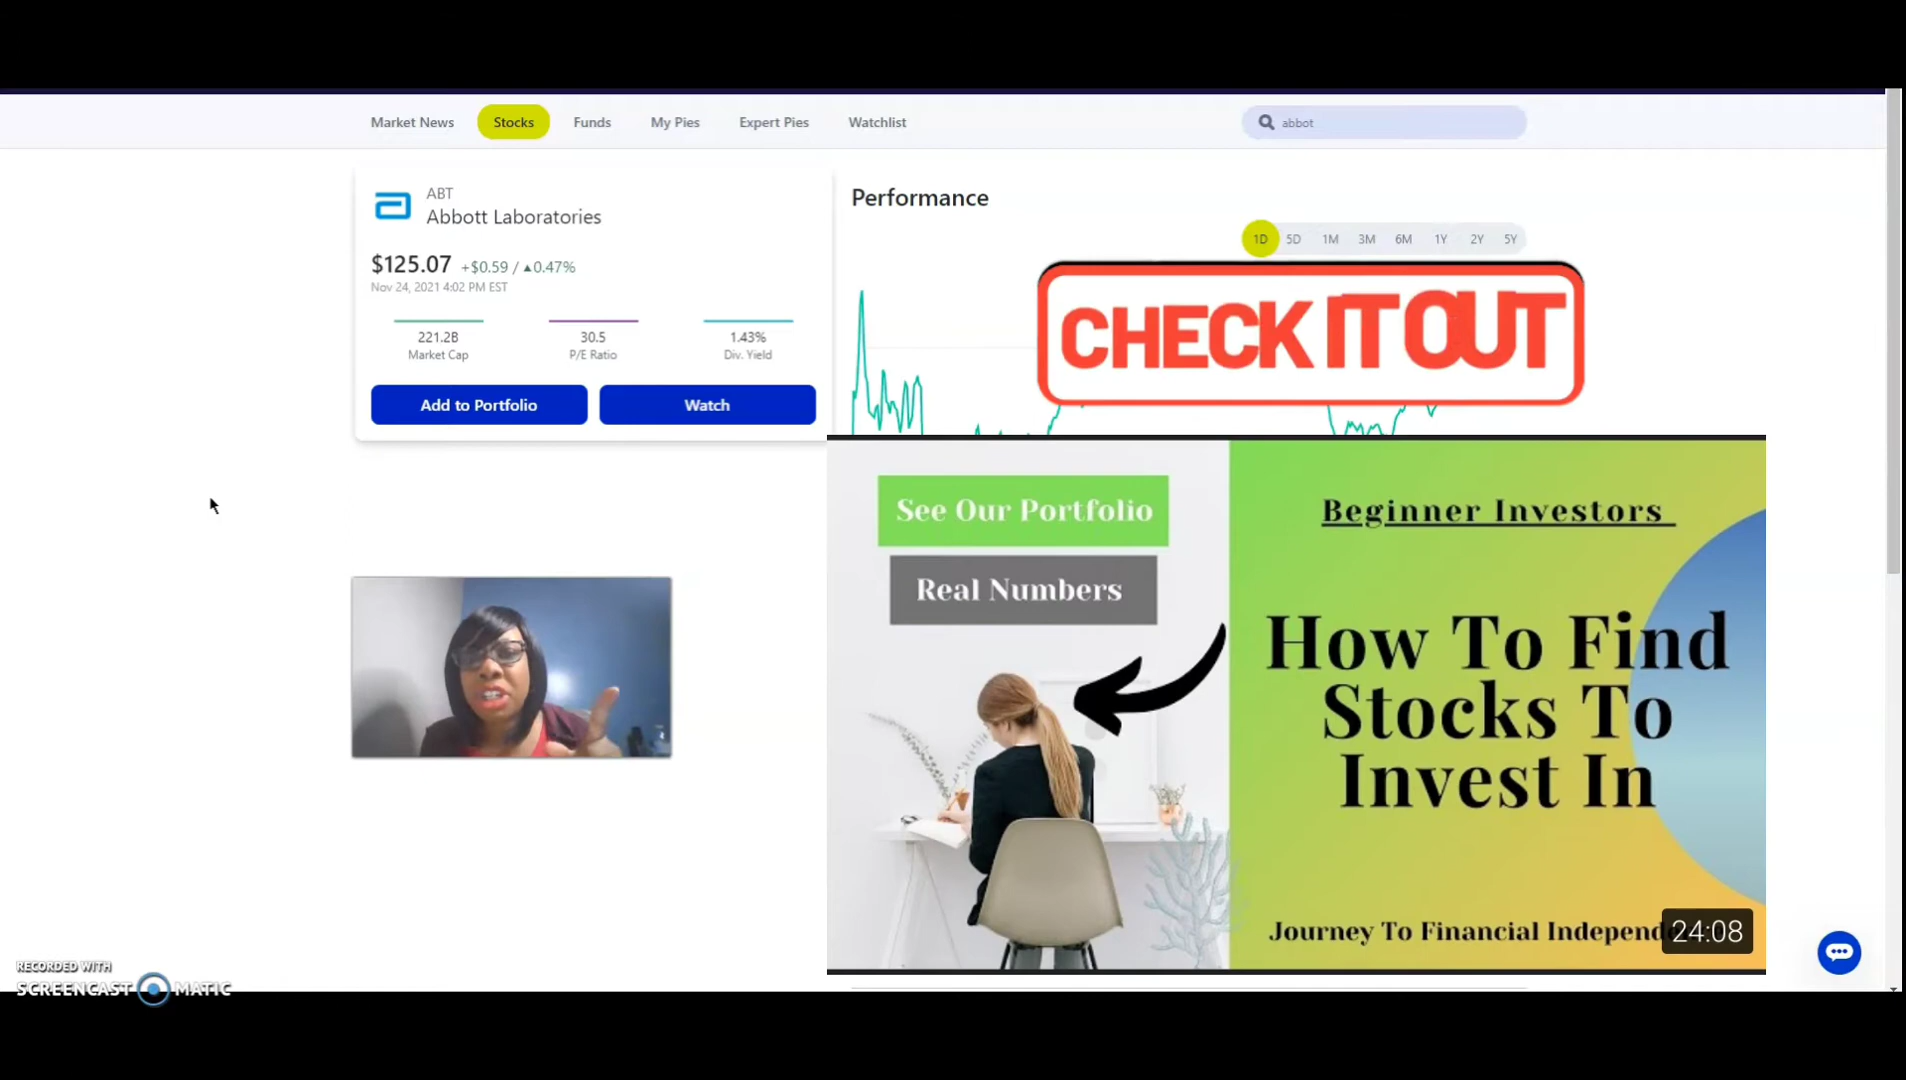 Market News
Stocks
Funds
My Pies
Expert Pies
Watchlist
abbot
ABT
Abbott Laboratories
$125.07 +$0.59 / ▲0.47%
Nov 24, 2021 4:02 PM EST
221.2B
Market Cap
30.5
P/E Ratio
1.43%
Div. Yield
Add to Portfolio
Watch
Performance
1D 5D 1M 3M 6M 1Y 2Y 5Y
CHECK IT OUT
See Our Portfolio
Real Numbers
Beginner Investors
How To Find
Stocks To
Invest In
Journey To Financial Independ
24:08
RECORDED WITH
SCREENCAST MATIC